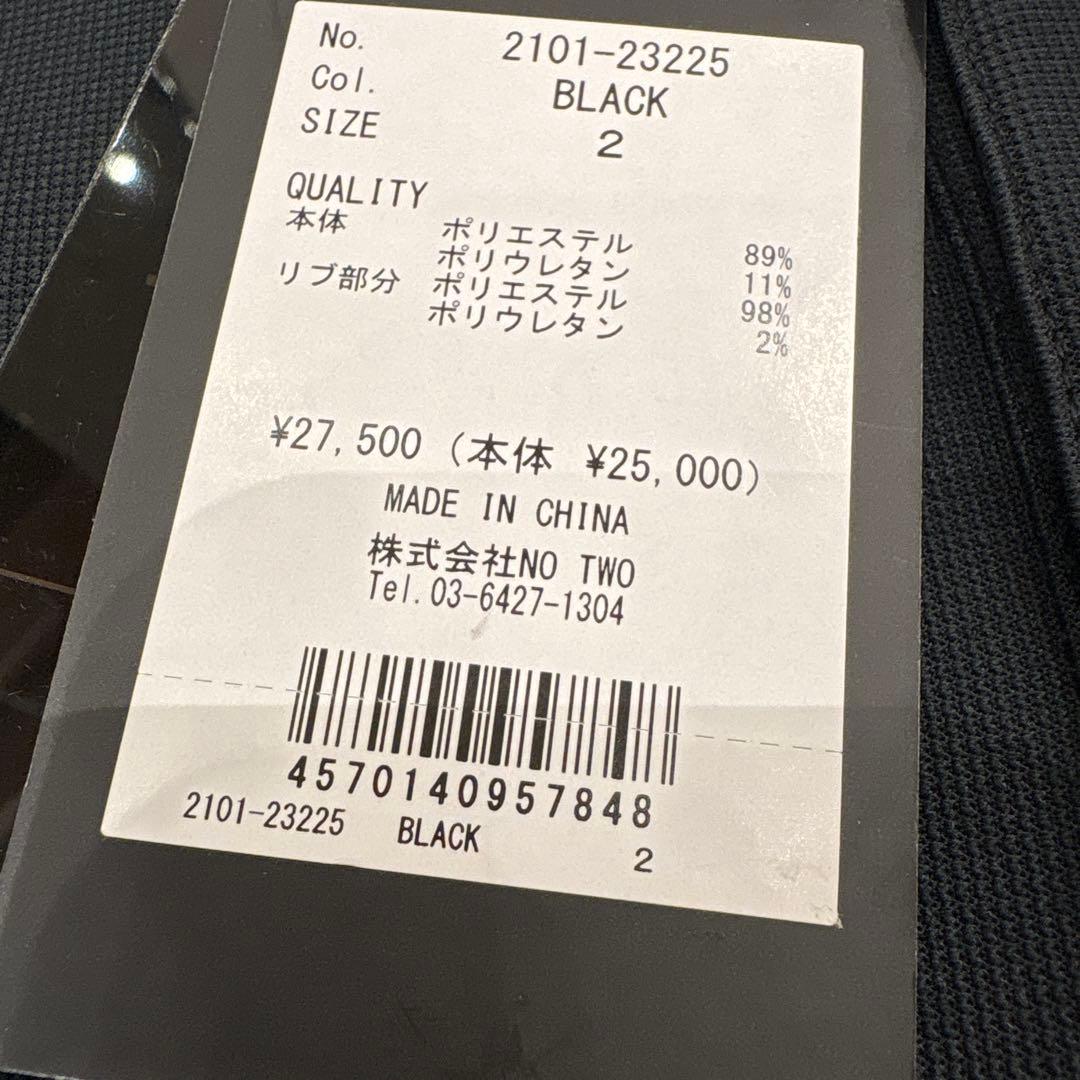 No. 2101-23225
Col. BLACK
SIZE 2
QUALITY
本体 ポリエステル 89%
ポリウレタン 11%
リブ部分 ポリエステル 98%
ポリウレタン 2%
¥27,500 (本体 ¥25,000)
MADE IN CHINA
株式会社NO TWO
Tel.03-6427-1304
4570140957848
2101-23225 BLACK 2